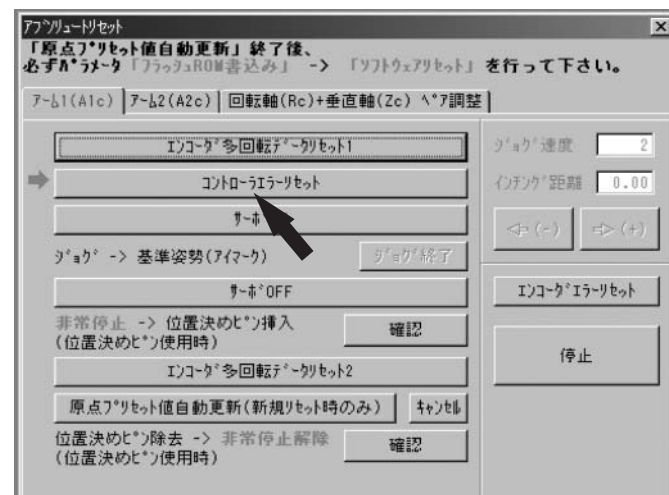 アブソリュートリセット
「原点プリセット値自動更新」終了後、
必ずパラメータ「フラッシュROM書込み」 -> 「ソフトウェアリセット」を行って下さい。
アーム1(A1c)
アーム2(A2c)
回転軸(Rc)+垂直軸(Zc) ペア調整
エンコーダ多回転データリセット1
コントローラエラーリセット
サーボ
ジョグ -> 基準姿勢(アイマーク)
ジョグ終了
サーボOFF
非常停止 -> 位置決めピン挿入
(位置決めピン使用時)
確認
エンコーダ多回転データリセット2
原点プリセット値自動更新(新規リセット時のみ)
キャンセル
位置決めピン除去 -> 非常停止解除
(位置決めピン使用時)
確認
ジョグ速度
2
インチング距離
0.00
(-)
(+)
エンコーダエラーリセット
停止